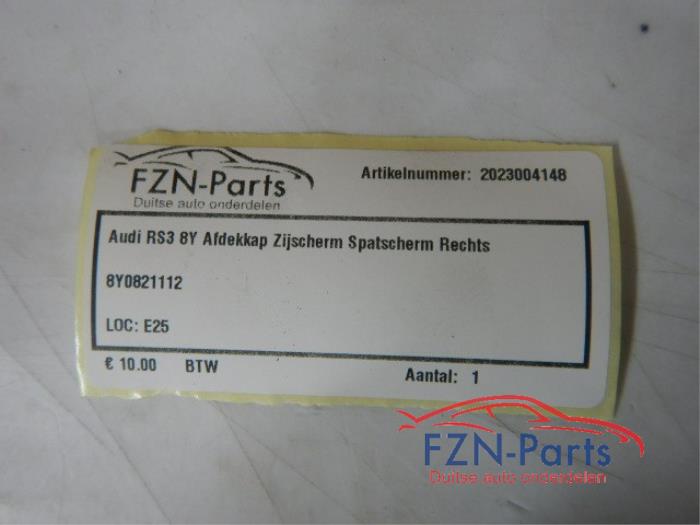 FZN-Parts
Duitse auto onderdelen
Artikelnummer: 2023004148
Audi RS3 8Y Afdekkap Zijscherm Spatscherm Rechts
8Y0821112
LOC: E25
€ 10.00 BTW
Aantal: 1
FZN-Parts
Duitse auto onderdelen